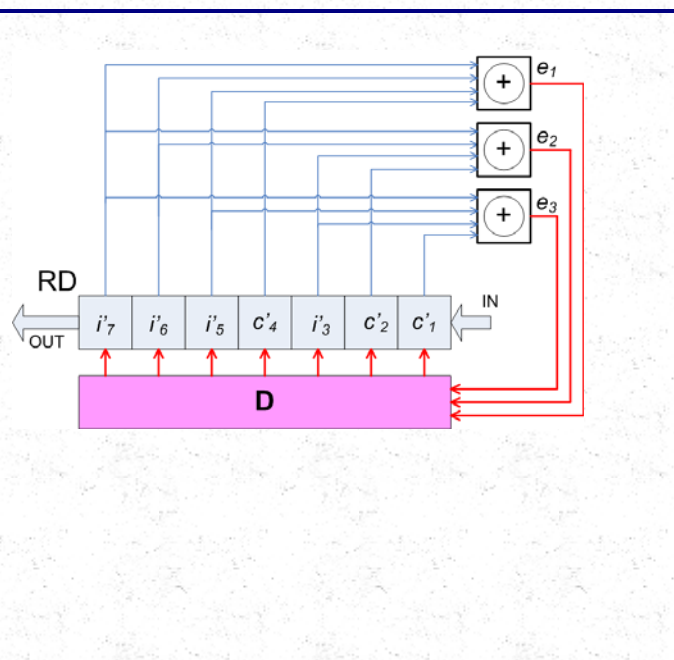 + e₁
+ e₂
+ e₃
RD
IN
i'₇ i'₆ i'₅ c'₄ i'₃ c'₂ c'₁
OUT
D